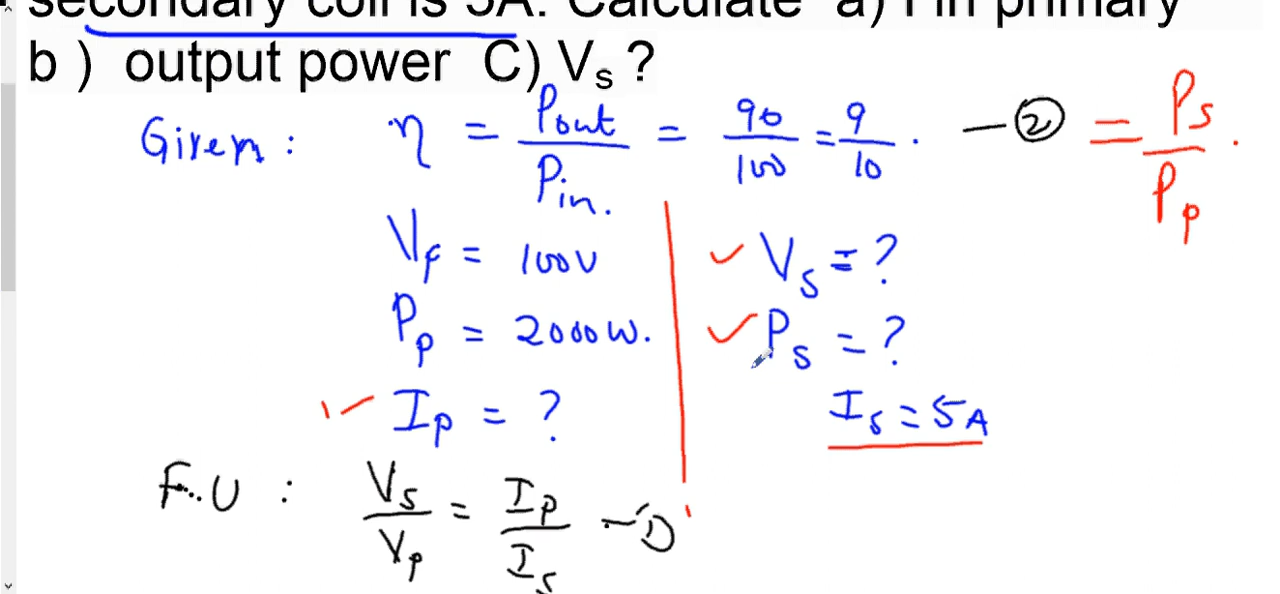 secondary coil is 5A. Calculate a) I in primary
b ) output power C) Vs ?
Given : η = Pout / Pin. = 90 / 100 = 9 / 10 . — ② = Ps / Pp .
Vp = 100V
Vs = ?
Pp = 2000W.
Ps = ?
Ip = ?
Is = 5A
F..U : Vs / Vp = Ip / Is — ①